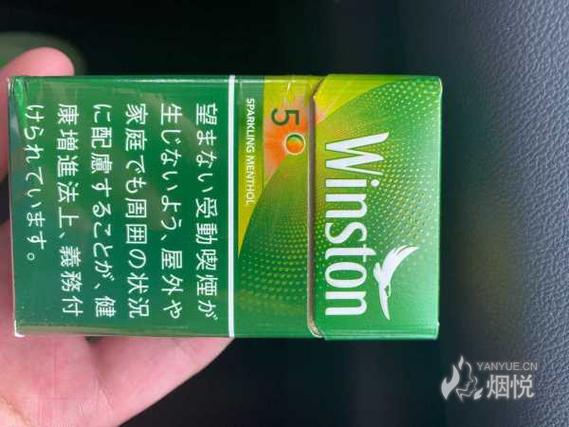 Winston
5
SPARKLING MENTHOL
望まない受動喫煙が
生じないよう、屋外や
家庭でも周囲の状況
に配慮することが、健
康増進法上、義務付
けられています。
YANYUE.CN
烟悦